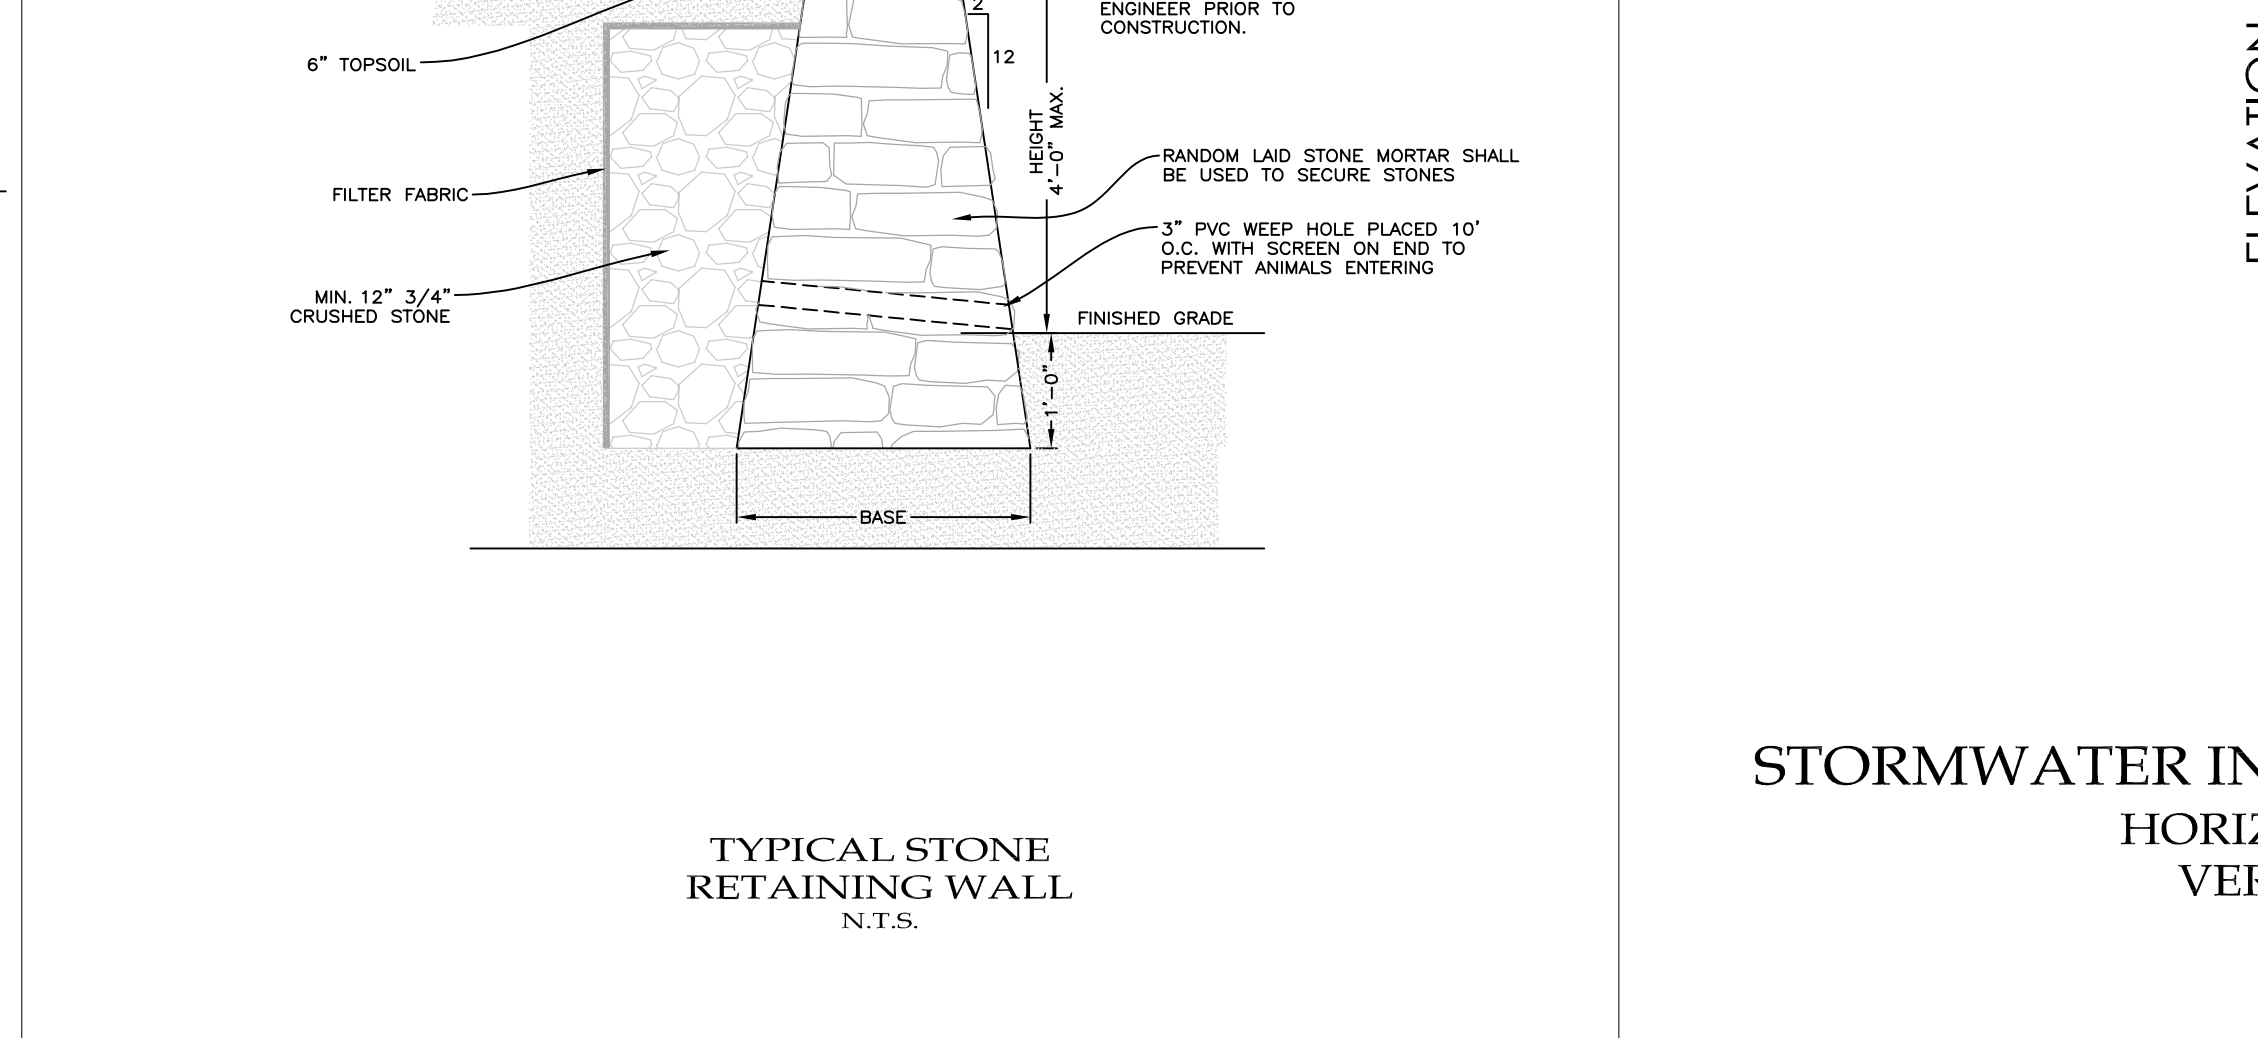 2
12
ENGINEER PRIOR TO
CONSTRUCTION.
6" TOPSOIL
HEIGHT
4'-0" MAX.
RANDOM LAID STONE MORTAR SHALL
BE USED TO SECURE STONES
FILTER FABRIC
3" PVC WEEP HOLE PLACED 10'
O.C. WITH SCREEN ON END TO
PREVENT ANIMALS ENTERING
MIN. 12" 3/4"
CRUSHED STONE
FINISHED GRADE
1'-0"
BASE
TYPICAL STONE
RETAINING WALL
N.T.S.
ELEVATION
STORMWATER